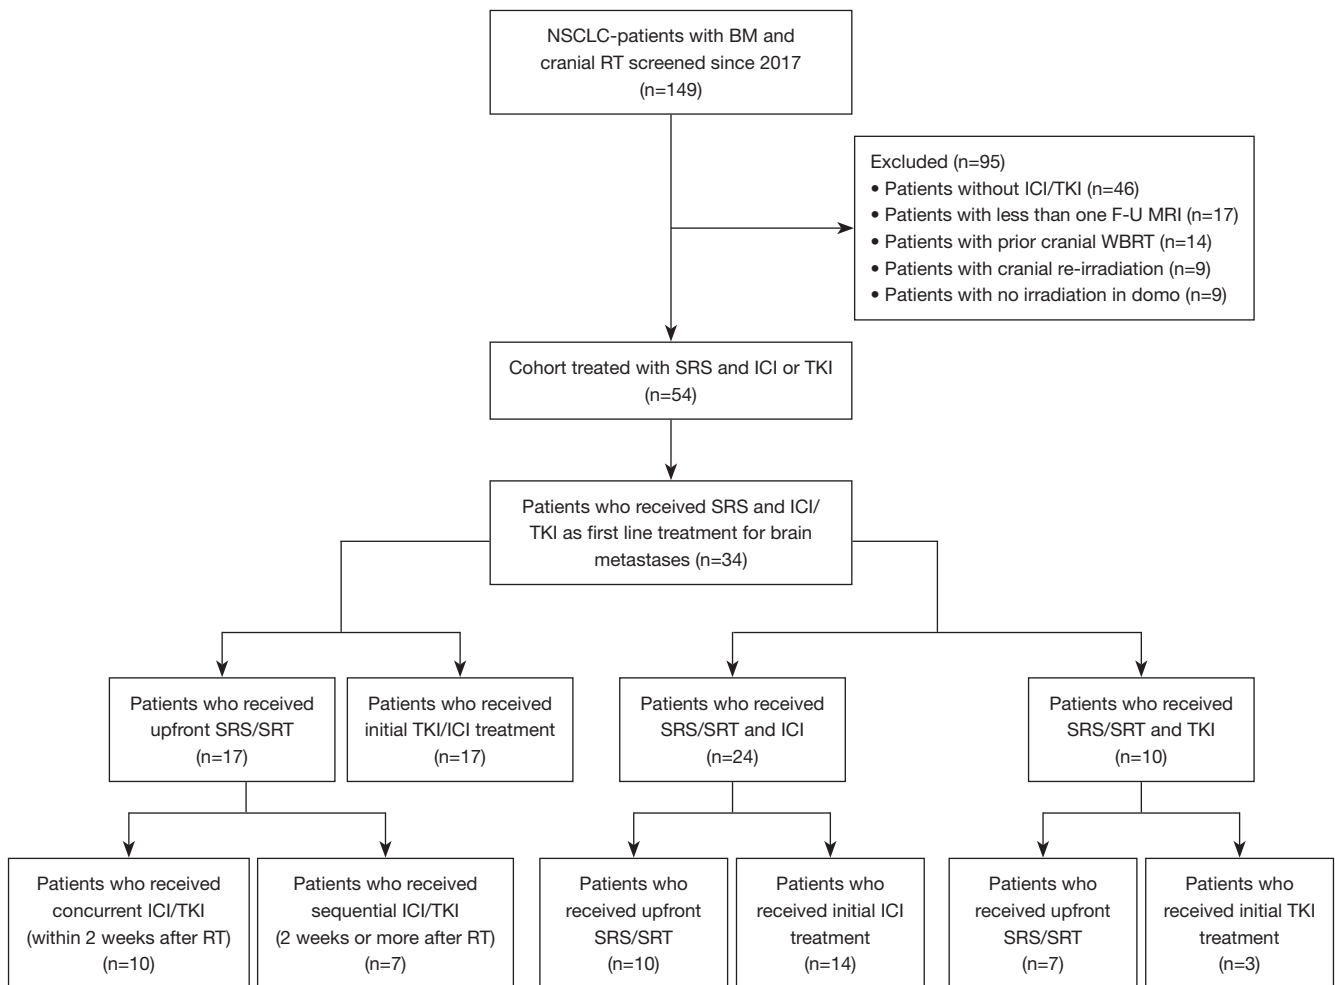 NSCLC-patients with BM and
cranial RT screened since 2017
(n=149)
Excluded (n=95)
• Patients without ICI/TKI (n=46)
• Patients with less than one F-U MRI (n=17)
• Patients with prior cranial WBRT (n=14)
• Patients with cranial re-irradiation (n=9)
• Patients with no irradiation in domo (n=9)
Cohort treated with SRS and ICI or TKI
(n=54)
Patients who received SRS and ICI/
TKI as first line treatment for brain
metastases (n=34)
Patients who received
upfront SRS/SRT
(n=17)
Patients who received
initial TKI/ICI treatment
(n=17)
Patients who received
SRS/SRT and ICI
(n=24)
Patients who received
SRS/SRT and TKI
(n=10)
Patients who received
concurrent ICI/TKI
(within 2 weeks after RT)
(n=10)
Patients who received
sequential ICI/TKI
(2 weeks or more after RT)
(n=7)
Patients who
received upfront
SRS/SRT
(n=10)
Patients who
received initial ICI
treatment
(n=14)
Patients who
received upfront
SRS/SRT
(n=7)
Patients who
received initial TKI
treatment
(n=3)